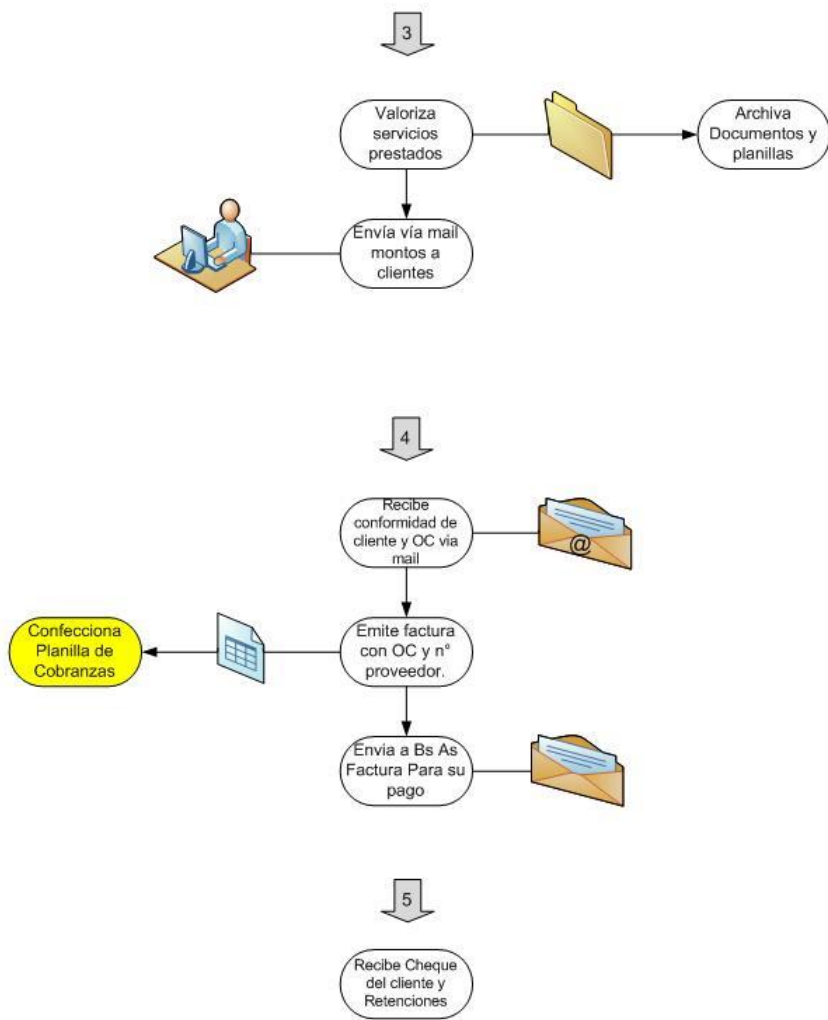 3
Valoriza
servicios
prestados
Archiva
Documentos y
planillas
Envía vía mail
montos a
clientes
4
Recibe
conformidad de
cliente y OC via
mail
@
Confecciona
Planilla de
Cobranzas
Emite factura
con OC y n°
proveedor.
Envia a Bs As
Factura Para su
pago
5
Recibe Cheque
del cliente y
Retenciones